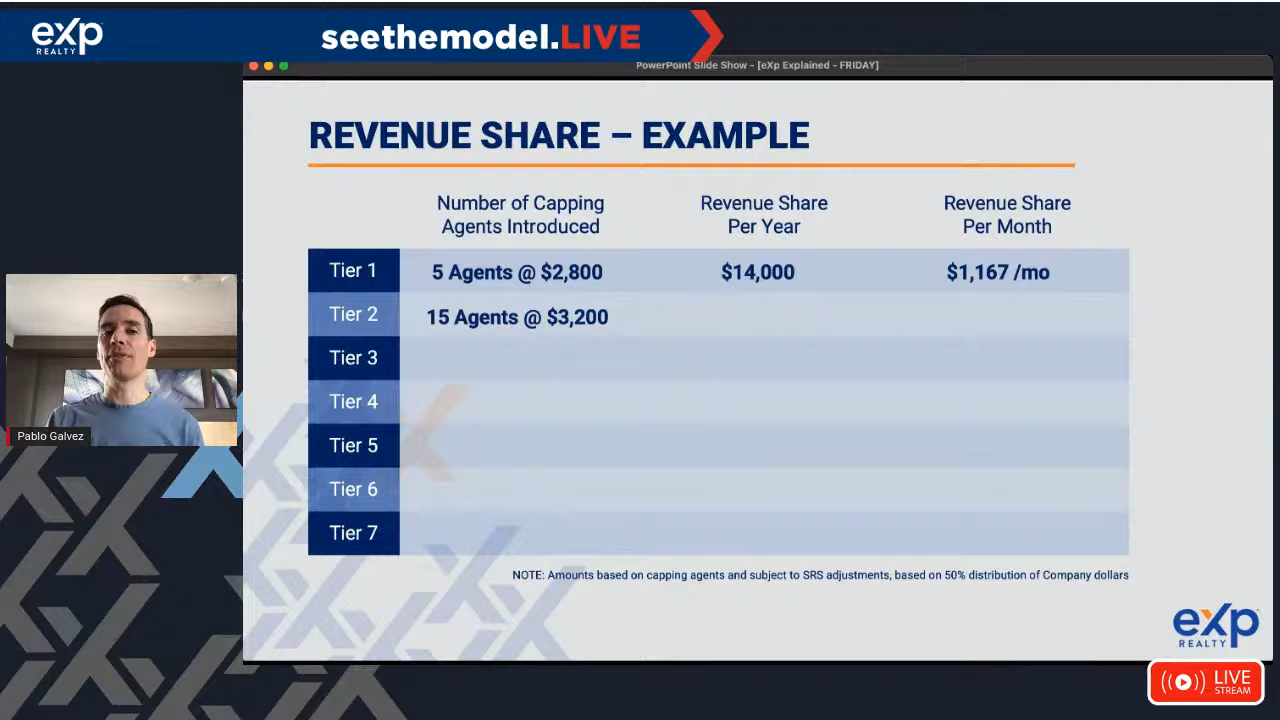 eXp
REALTY
seethemodel.LIVE
PowerPoint Slide Show - [eXp Explained - FRIDAY]
REVENUE SHARE – EXAMPLE
Number of Capping
Agents Introduced
Revenue Share
Per Year
Revenue Share
Per Month
Tier 1 5 Agents @ $2,800 $14,000 $1,167 /mo
Tier 2 15 Agents @ $3,200
Tier 3
Tier 4
Tier 5
Tier 6
Tier 7
Pablo Galvez
NOTE: Amounts based on capping agents and subject to SRS adjustments, based on 50% distribution of Company dollars
eXp
REALTY
LIVE
STREAM